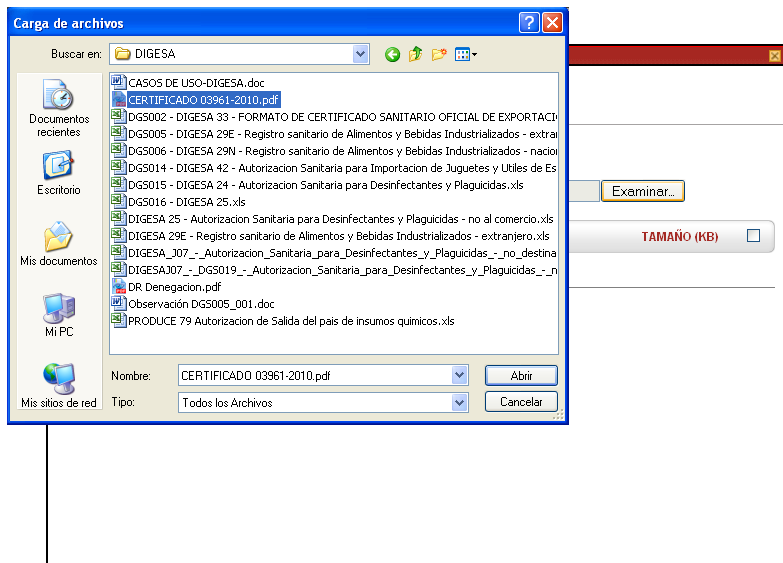 Carga de archivos
Buscar en:
DIGESA
CASOS DE USO-DIGESA.doc
CERTIFICADO 03961-2010.pdf
DGS002 - DIGESA 33 - FORMATO DE CERTIFICADO SANITARIO OFICIAL DE EXPORTACI
DGS005 - DIGESA 29E - Registro sanitario de Alimentos y Bebidas Industrializados - extran
DGS006 - DIGESA 29N - Registro sanitario de Alimentos y Bebidas Industrializados - nacion
DGS014 - DIGESA 42 - Autorizacion Sanitaria para Importacion de Juguetes y Utiles de Es
DGS015 - DIGESA 24 - Autorizacion Sanitaria para Desinfectantes y Plaguicidas.xls
DGS016 - DIGESA 25.xls
DIGESA 25 - Autorizacion Sanitaria para Desinfectantes y Plaguicidas - no al comercio.xls
DIGESA 29E - Registro sanitario de Alimentos y Bebidas Industrializados - extranjero.xls
DIGESA_J07_-_Autorizacion_Sanitaria_para_Desinfectantes_y_Plaguicidas_-_no_destina
DIGESAJ07_-_DGS019_-_Autorizacion_Sanitaria_para_Desinfectantes_y_Plaguicidas_-_n
DR Denegacion.pdf
Observación DGS005_001.doc
PRODUCE 79 Autorizacion de Salida del pais de insumos quimicos.xls
Documentos
recientes
Escritorio
Mis documentos
Mi PC
Mis sitios de red
Nombre:
CERTIFICADO 03961-2010.pdf
Abrir
Tipo:
Todos los Archivos
Cancelar
Examinar...
TAMAÑO (KB)